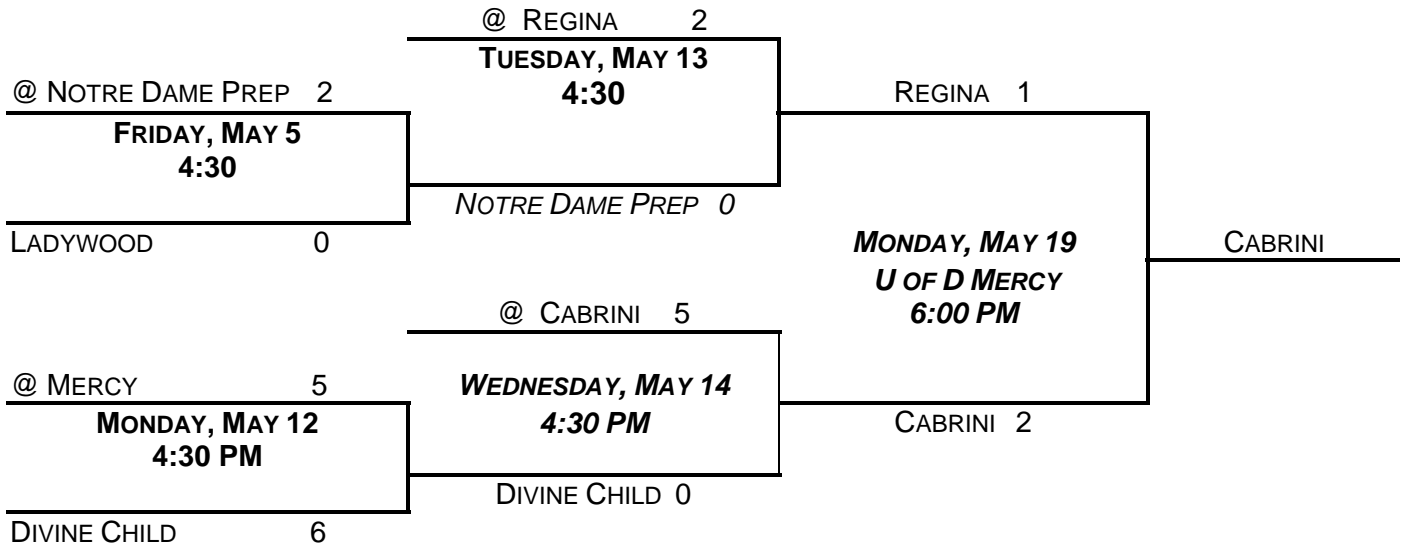 @ REGINA 2
TUESDAY, MAY 13
4:30
@ NOTRE DAME PREP 2
REGINA 1
FRIDAY, MAY 5
4:30
NOTRE DAME PREP 0
LADYWOOD 0
MONDAY, MAY 19
U OF D MERCY
6:00 PM
CABRINI
@ CABRINI 5
@ MERCY 5
WEDNESDAY, MAY 14
4:30 PM
MONDAY, MAY 12
4:30 PM
CABRINI 2
DIVINE CHILD 0
DIVINE CHILD 6